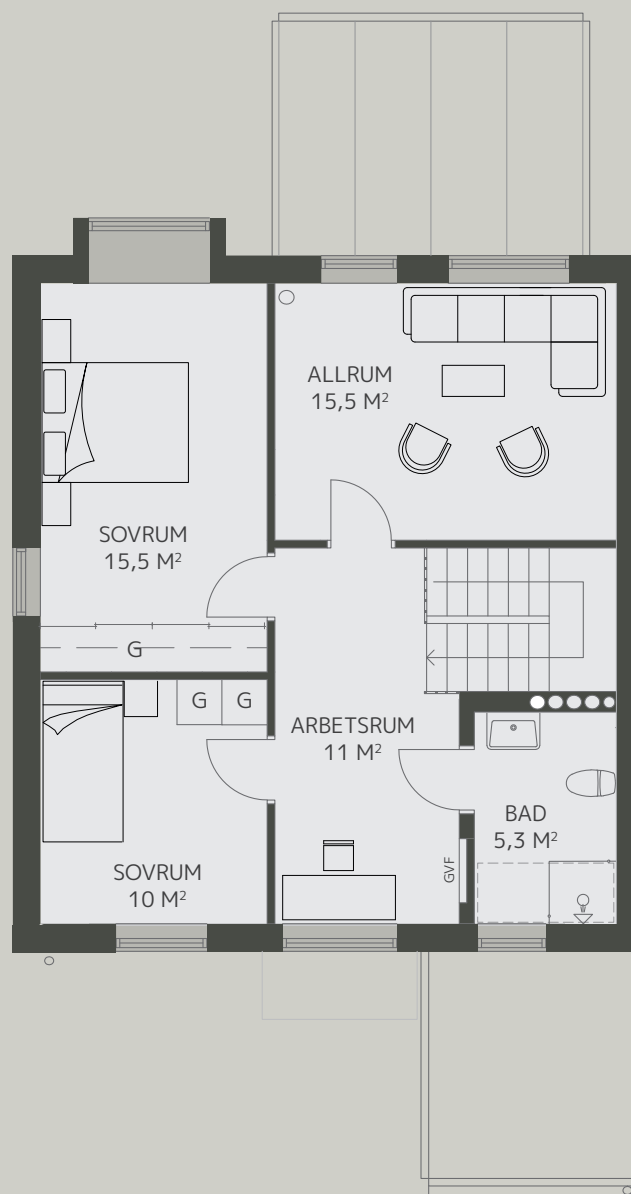 ALLRUM
15,5 M²
SOVRUM
15,5 M²
G
G
G
ARBETSRUM
11 M²
BAD
5,3 M²
GVF
SOVRUM
10 M²